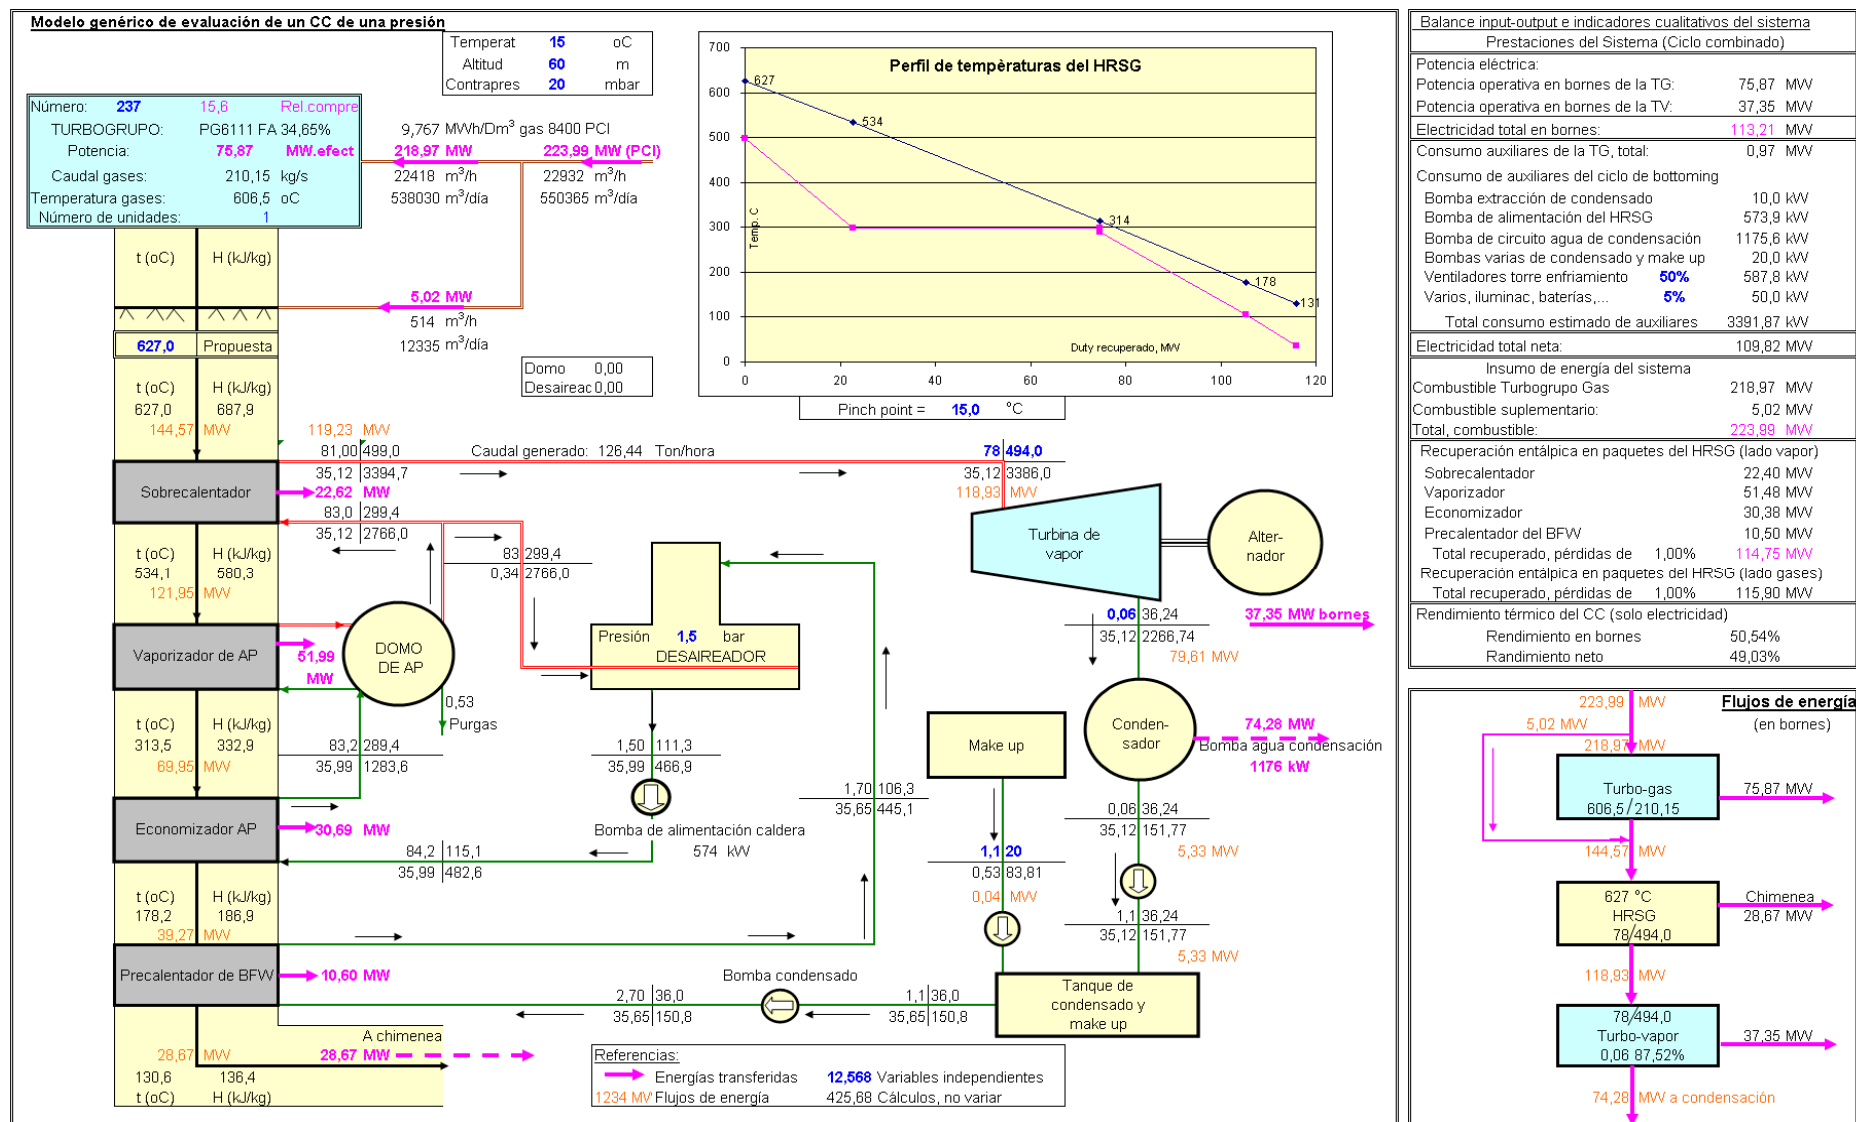 Modelo genérico de evaluación de un CC de una presión
Temperat 15 oC
Altitud 60 m
Contrapres 20 mbar
Número: 237 15,6 Rel.compre
TURBOGRUPO: PG6111 FA 34,65%
Potencia: 75,87 MW.efect
Caudal gases: 210,15 kg/s
Temperatura gases: 606,5 oC
Número de unidades: 1
9,767 MWh/Dm³ gas 8400 PCI
218,97 MW 223,99 MW (PCI)
22418 m³/h 22932 m³/h
538030 m³/día 550365 m³/día
t (oC) H (kJ/kg)
5,02 MW
514 m³/h
12335 m³/día
627,0 Propuesta
Domo 0,00
Desaireac 0,00
Perfil de tempèraturas del HRSG
700
600
500
400
300
200
100
0
Temp. C
627
534
314
178
131
Duty recuperado, MW
0 20 40 60 80 100 120
Pinch point = 15,0 °C
t (oC) H (kJ/kg)
627,0 687,9
144,57 MW 119,23 MW
81,00 499,0
35,12 3394,7
Caudal generado: 126,44 Ton/hora
78 494,0
35,12 3386,0
118,93 MW
Sobrecalentador
22,62 MW
83,0 299,4
35,12 2766,0
t (oC) H (kJ/kg)
534,1 580,3
121,95 MW
83 299,4
0,34 2766,0
Turbina de
vapor
Alter-
nador
Vaporizador de AP
51,99
MW
DOMO
DE AP
0,53
Purgas
Presión 1,5 bar
DESAIREADOR
0,06 36,24
35,12 2266,74
79,61 MW
37,35 MW bornes
t (oC) H (kJ/kg)
313,5 332,9
69,95 MW
83,2 289,4
35,99 1283,6
1,50 111,3
35,99 466,9
Make up
Conden-
sador
74,28 MW
Bomba agua condensación
1176 kW
1,70 106,3
35,65 445,1
Economizador AP
30,69 MW
84,2 115,1
35,99 482,6
Bomba de alimentación caldera
574 kW
1,1 20
0,53 83,81
0,04 MW
0,06 36,24
35,12 151,77
5,33 MW
t (oC) H (kJ/kg)
178,2 186,9
39,27 MW
1,1 36,24
35,12 151,77
5,33 MW
Precalentador de BFW
10,60 MW
Bomba condensado
2,70 36,0
35,65 150,8
1,1 36,0
35,65 150,8
Tanque de
condensado y
make up
A chimenea
28,67 MW 28,67 MW
130,6 136,4
t (oC) H (kJ/kg)
Referencias:
Energías transferidas 12,568 Variables independientes
1234 MV Flujos de energía 425,68 Cálculos, no variar
Balance input-output e indicadores cualitativos del sistema
Prestaciones del Sistema (Ciclo combinado)
Potencia eléctrica:
Potencia operativa en bornes de la TG: 75,87 MW
Potencia operativa en bornes de la TV: 37,35 MW
Electricidad total en bornes: 113,21 MW
Consumo auxiliares de la TG, total: 0,97 MW
Consumo de auxiliares del ciclo de bottoming
Bomba extracción de condensado 10,0 kW
Bomba de alimentación del HRSG 573,9 kW
Bomba de circuito agua de condensación 1175,6 kW
Bombas varias de condensado y make up 20,0 kW
Ventiladores torre enfriamiento 50% 587,8 kW
Varios, iluminac, baterías,... 5% 50,0 kW
Total consumo estimado de auxiliares 3391,87 kW
Electricidad total neta: 109,82 MW
Insumo de energía del sistema
Combustible Turbogrupo Gas 218,97 MW
Combustible suplementario: 5,02 MW
Total, combustible: 223,99 MW
Recuperación entálpica en paquetes del HRSG (lado vapor)
Sobrecalentador 22,40 MW
Vaporizador 51,48 MW
Economizador 30,38 MW
Precalentador del BFW 10,50 MW
Total recuperado, pérdidas de 1,00% 114,75 MW
Recuperación entálpica en paquetes del HRSG (lado gases)
Total recuperado, pérdidas de 1,00% 115,90 MW
Rendimiento térmico del CC (solo electricidad)
Rendimiento en bornes 50,54%
Randimiento neto 49,03%
223,99 MW Flujos de energía
5,02 MW (en bornes)
218,97 MW
Turbo-gas
606,5/210,15
75,87 MW
144,57 MW
627 °C
HRSG
78/494,0
Chimenea
28,67 MW
118,93 MW
78/494,0
Turbo-vapor
0,06 87,52%
37,35 MW
74,28 MW a condensación